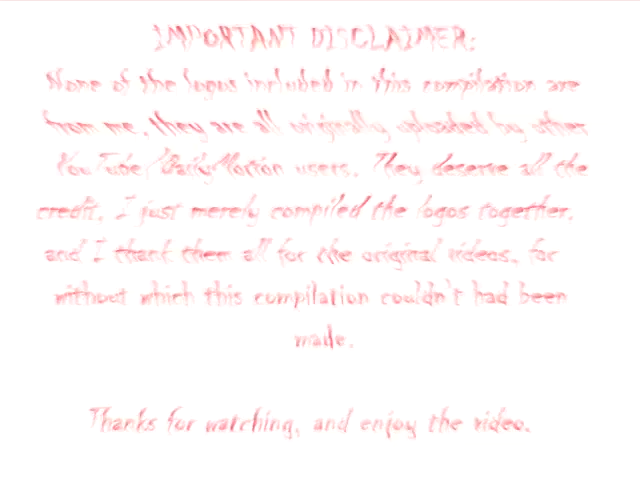 IMPORTANT DISCLAIMER:
None of the logos included in this compilation are
from me, they are all originally uploaded by other
YouTube/DailyMotion users. They deserve all the
credit. I just merely compiled the logos together,
and I thank them all for the original videos, for
without which this compilation couldn't had been
made.
Thanks for watching, and enjoy the video.